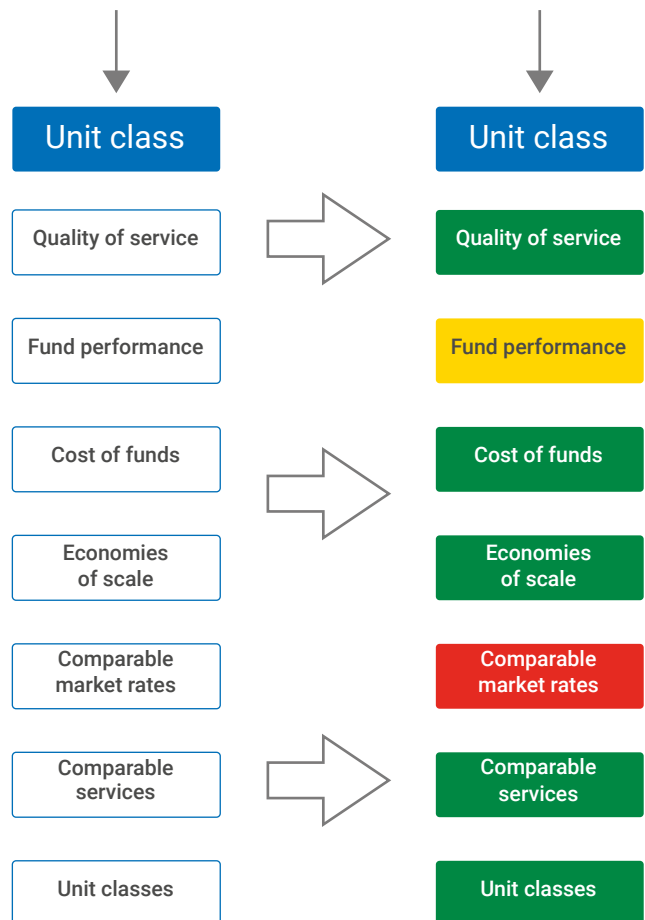 Unit class
Quality of service
Fund performance
Cost of funds
Economies
of scale
Comparable
market rates
Comparable
services
Unit classes
Unit class
Quality of service
Fund performance
Cost of funds
Economies
of scale
Comparable
market rates
Comparable
services
Unit classes